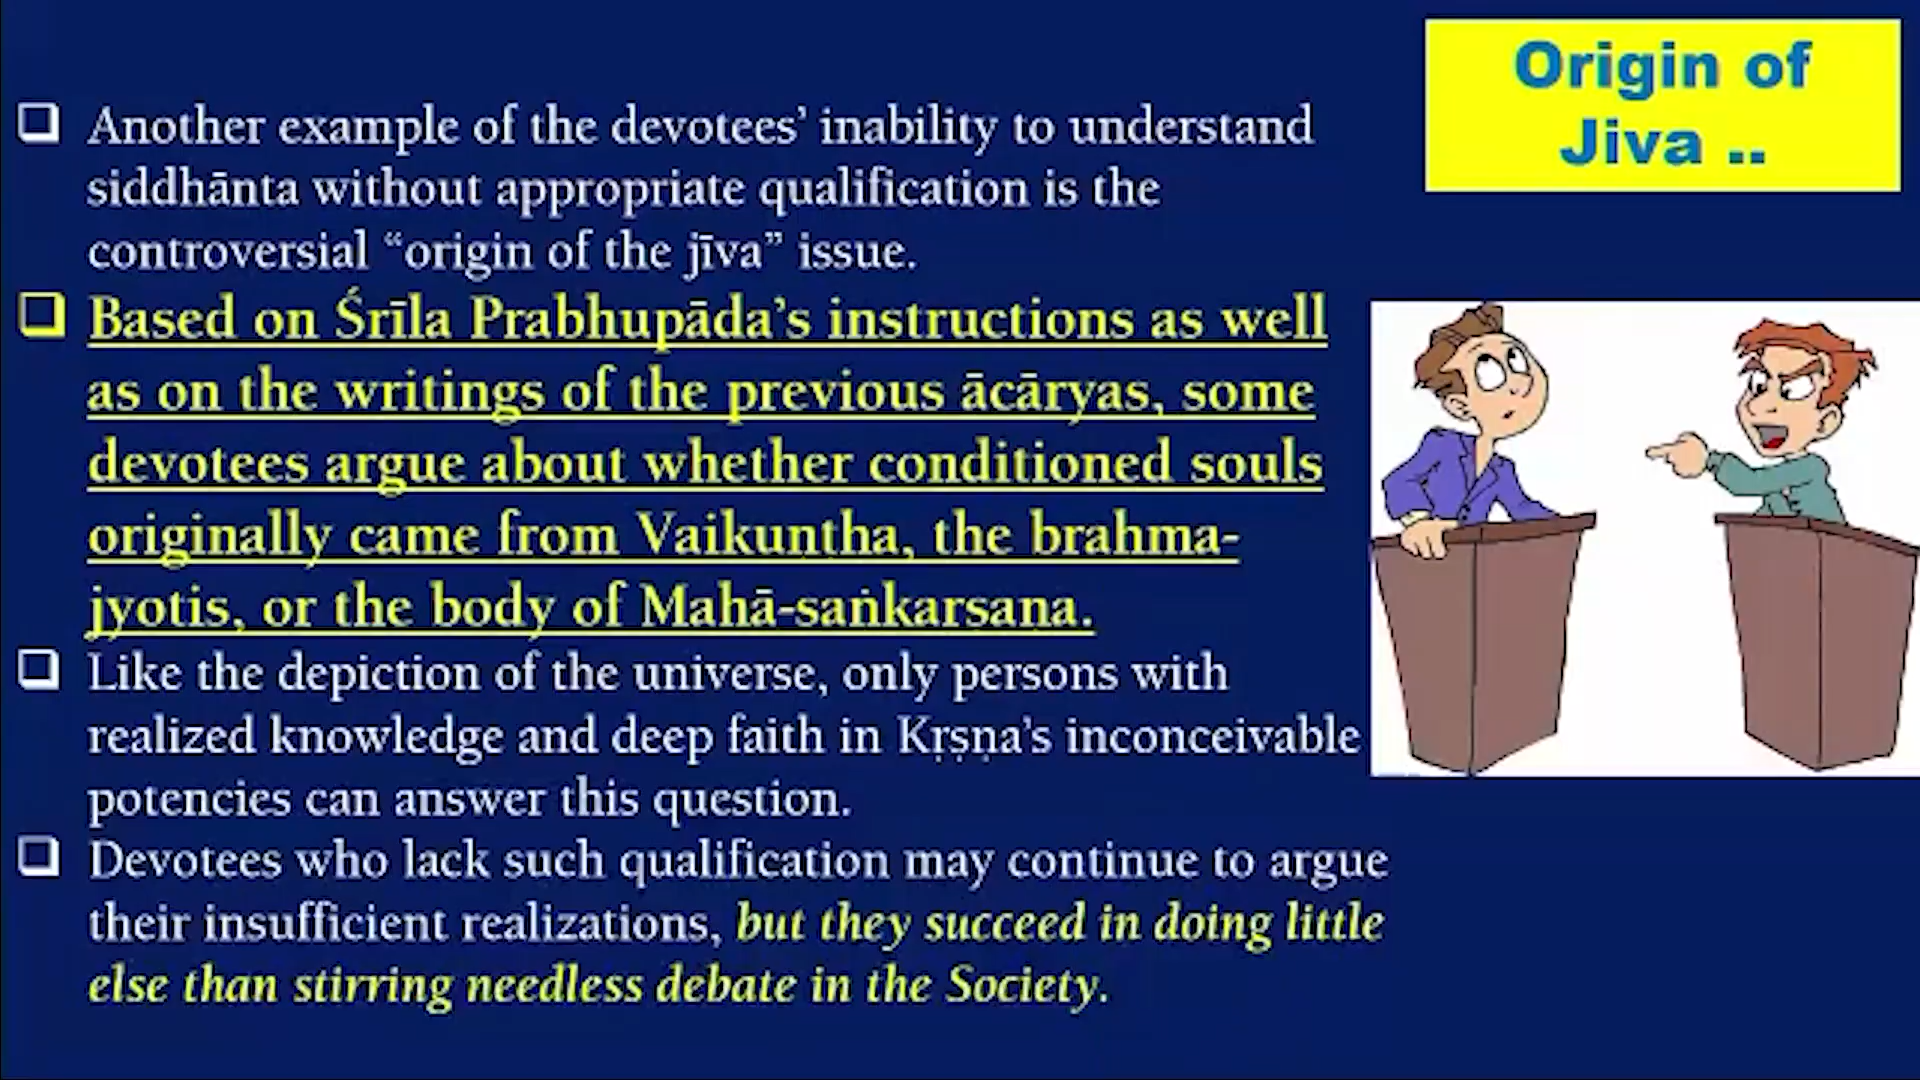 Origin of
Jiva ..
Another example of the devotees’ inability to understand
siddhānta without appropriate qualification is the
controversial “origin of the jīva” issue.
Based on Śrīla Prabhupāda’s instructions as well
as on the writings of the previous ācāryas, some
devotees argue about whether conditioned souls
originally came from Vaikuṇṭha, the brahma-
jyotis, or the body of Mahā-saṅkarṣaṇa.
Like the depiction of the universe, only persons with
realized knowledge and deep faith in Kṛṣṇa’s inconceivable
potencies can answer this question.
Devotees who lack such qualification may continue to argue
their insufficient realizations, but they succeed in doing little
else than stirring needless debate in the Society.